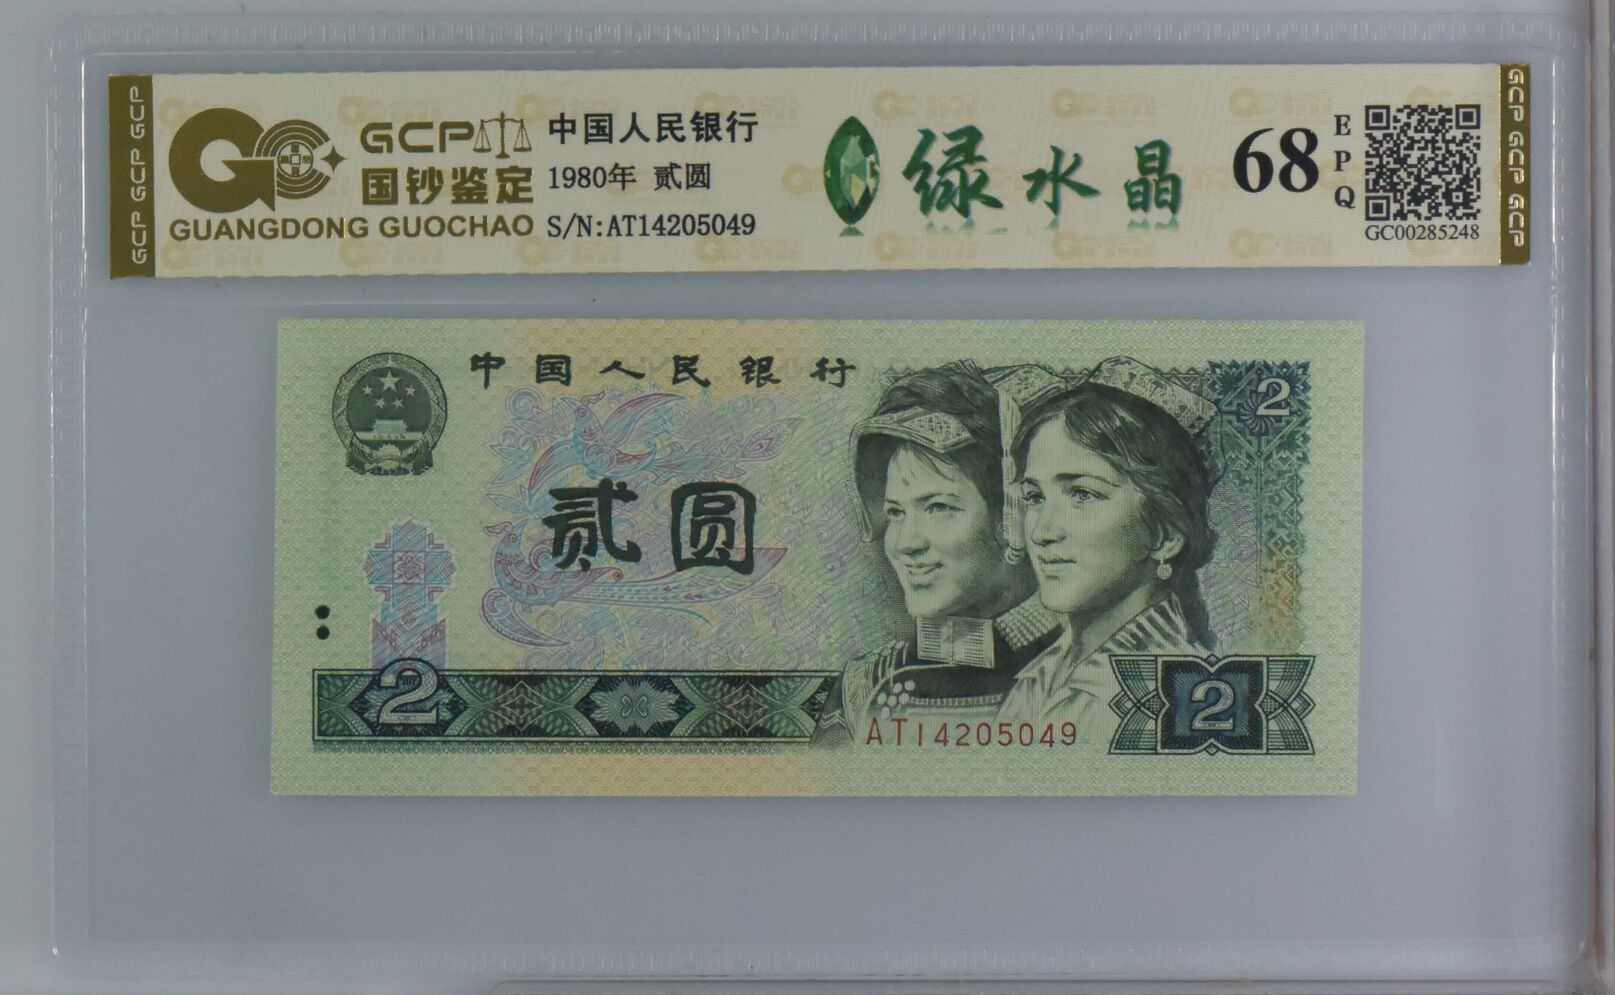 GCP GCP GCP
GCP
国钞鉴定
GUANGDONG GUOCHAO
中国人民银行
1980年 贰圆
S/N:AT14205049
绿水晶
68
EPQ
GC00285248
GCP GCP GCP
中国人民银行
2
贰圆
2
AT14205049
2